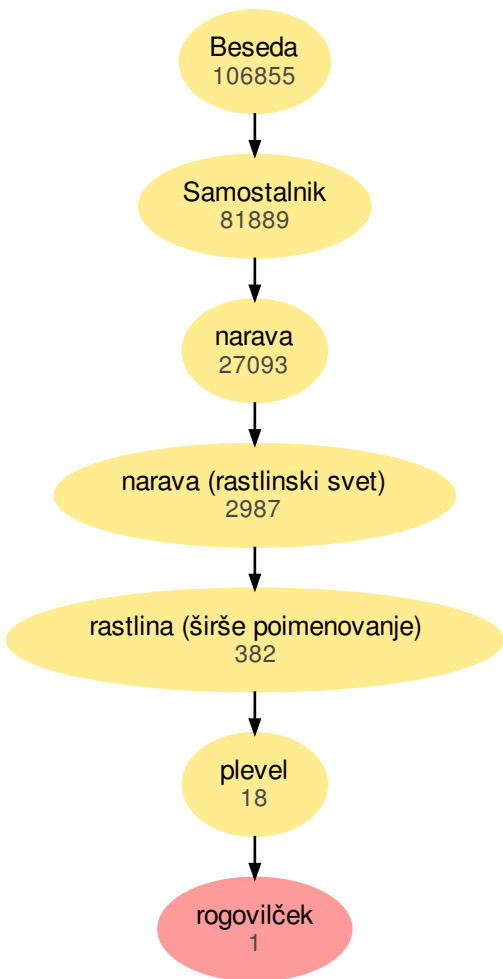 Beseda
106855
Samostalnik
81889
narava
27093
narava (rastlinski svet)
2987
rastlina (širše poimenovanje)
382
plevel
18
rogovilček
1